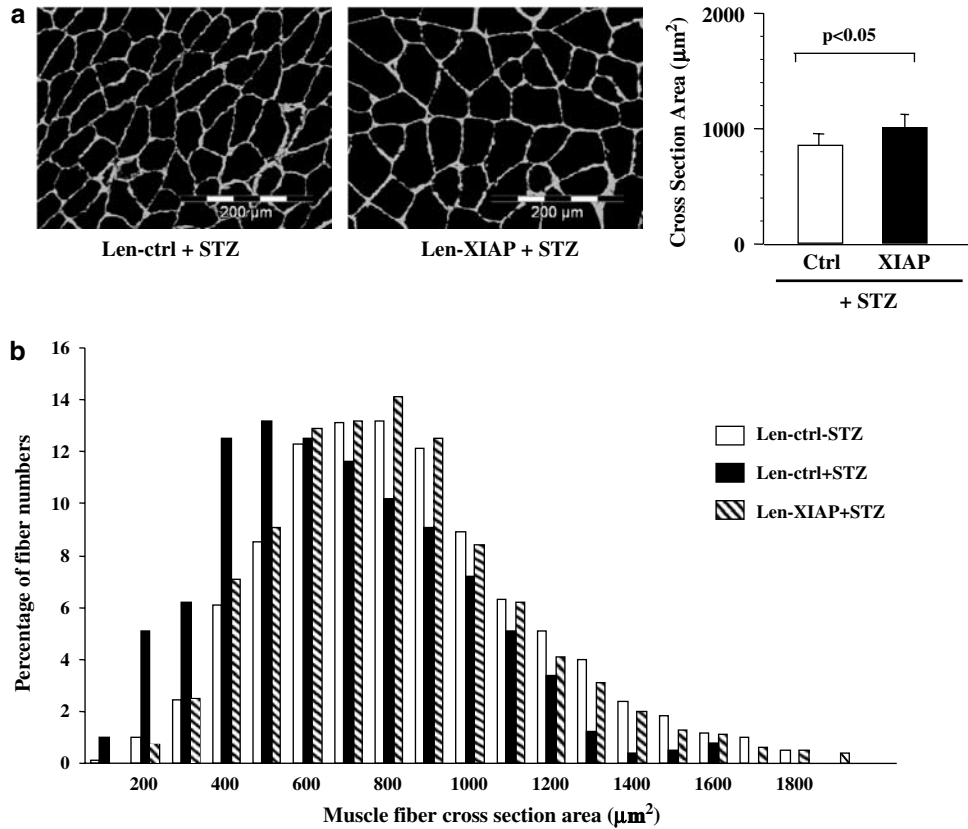 a
200 μm
200 μm
Len-ctrl + STZ
Len-XIAP + STZ
Cross Section Area (μm²)
2000
1000
0
p<0.05
Ctrl
XIAP
+ STZ
b
Percentage of fiber numbers
16
14
12
10
8
6
4
2
0
200
400
600
800
1000
1200
1400
1600
1800
Muscle fiber cross section area (μm²)
Len-ctrl-STZ
Len-ctrl+STZ
Len-XIAP+STZ